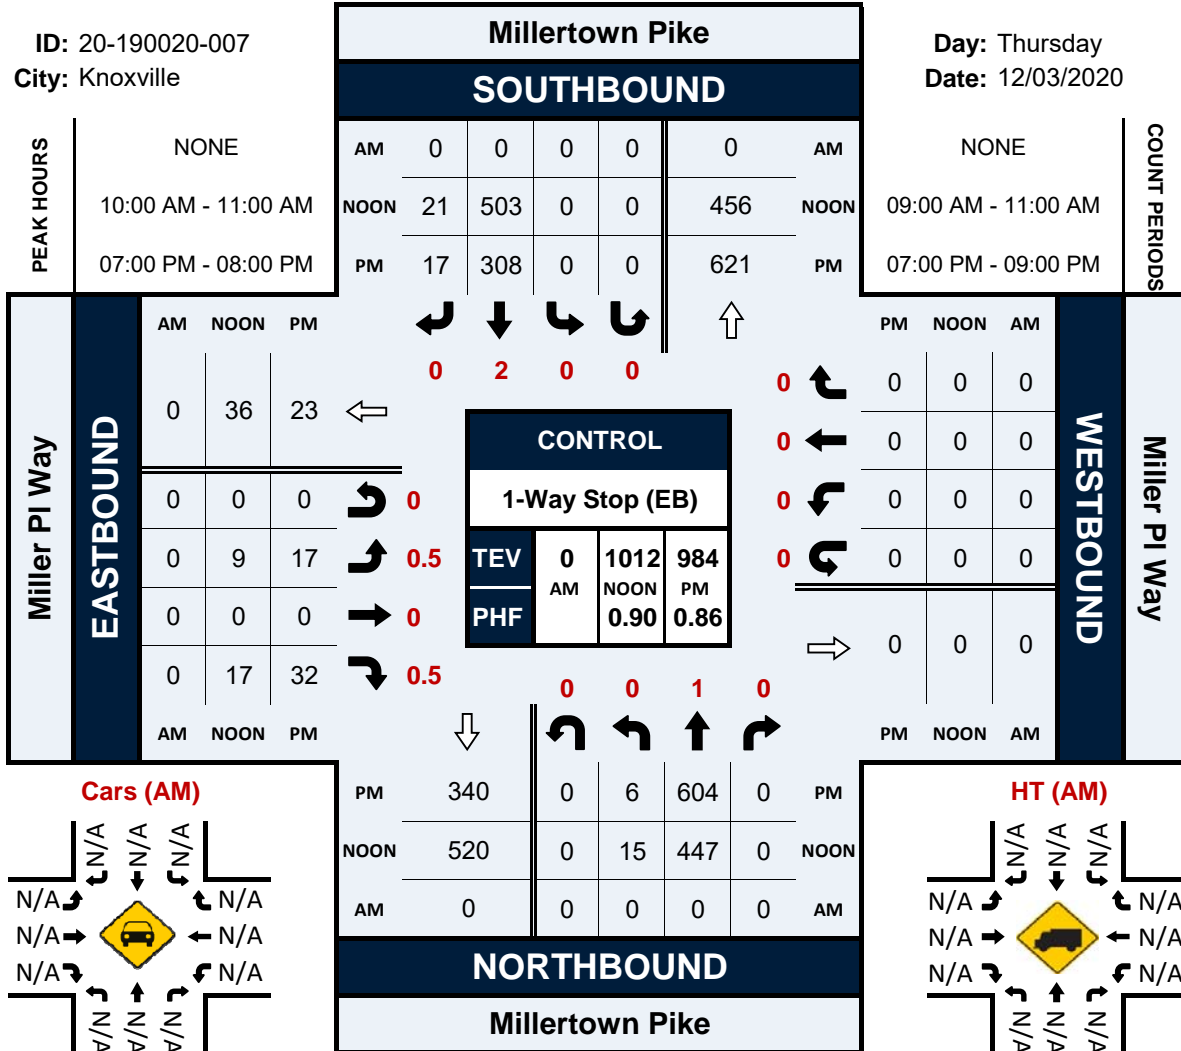 ID: 20-190020-007
City: Knoxville
Millertown Pike
SOUTHBOUND
Day: Thursday
Date: 12/03/2020
PEAK HOURS
NONE
10:00 AM - 11:00 AM
07:00 PM - 08:00 PM
AM 0 0 0 0 0 AM
NOON 21 503 0 0 456 NOON
PM 17 308 0 0 621 PM
NONE
09:00 AM - 11:00 AM
07:00 PM - 09:00 PM
COUNT PERIODS
0 2 0 0
Miller Pl Way
EASTBOUND
AM NOON PM
0 36 23
0 0 0 0
0 9 17 0.5
0 0 0 0
0 17 32 0.5
AM NOON PM
CONTROL
1-Way Stop (EB)
TEV 0 1012 984
AM NOON PM
PHF 0.90 0.86
PM NOON AM
0 0 0 0
0 0 0 0
0 0 0 0
0 0 0 0
0 0 0
PM NOON AM
WESTBOUND
Miller Pl Way
0 0 1 0
PM 340 0 6 604 0 PM
NOON 520 0 15 447 0 NOON
AM 0 0 0 0 0 AM
NORTHBOUND
Millertown Pike
Cars (AM)
N/A N/A N/A
N/A N/A
N/A N/A
N/A N/A
N/A N/A N/A
HT (AM)
N/A N/A N/A
N/A N/A
N/A N/A
N/A N/A
N/A N/A N/A